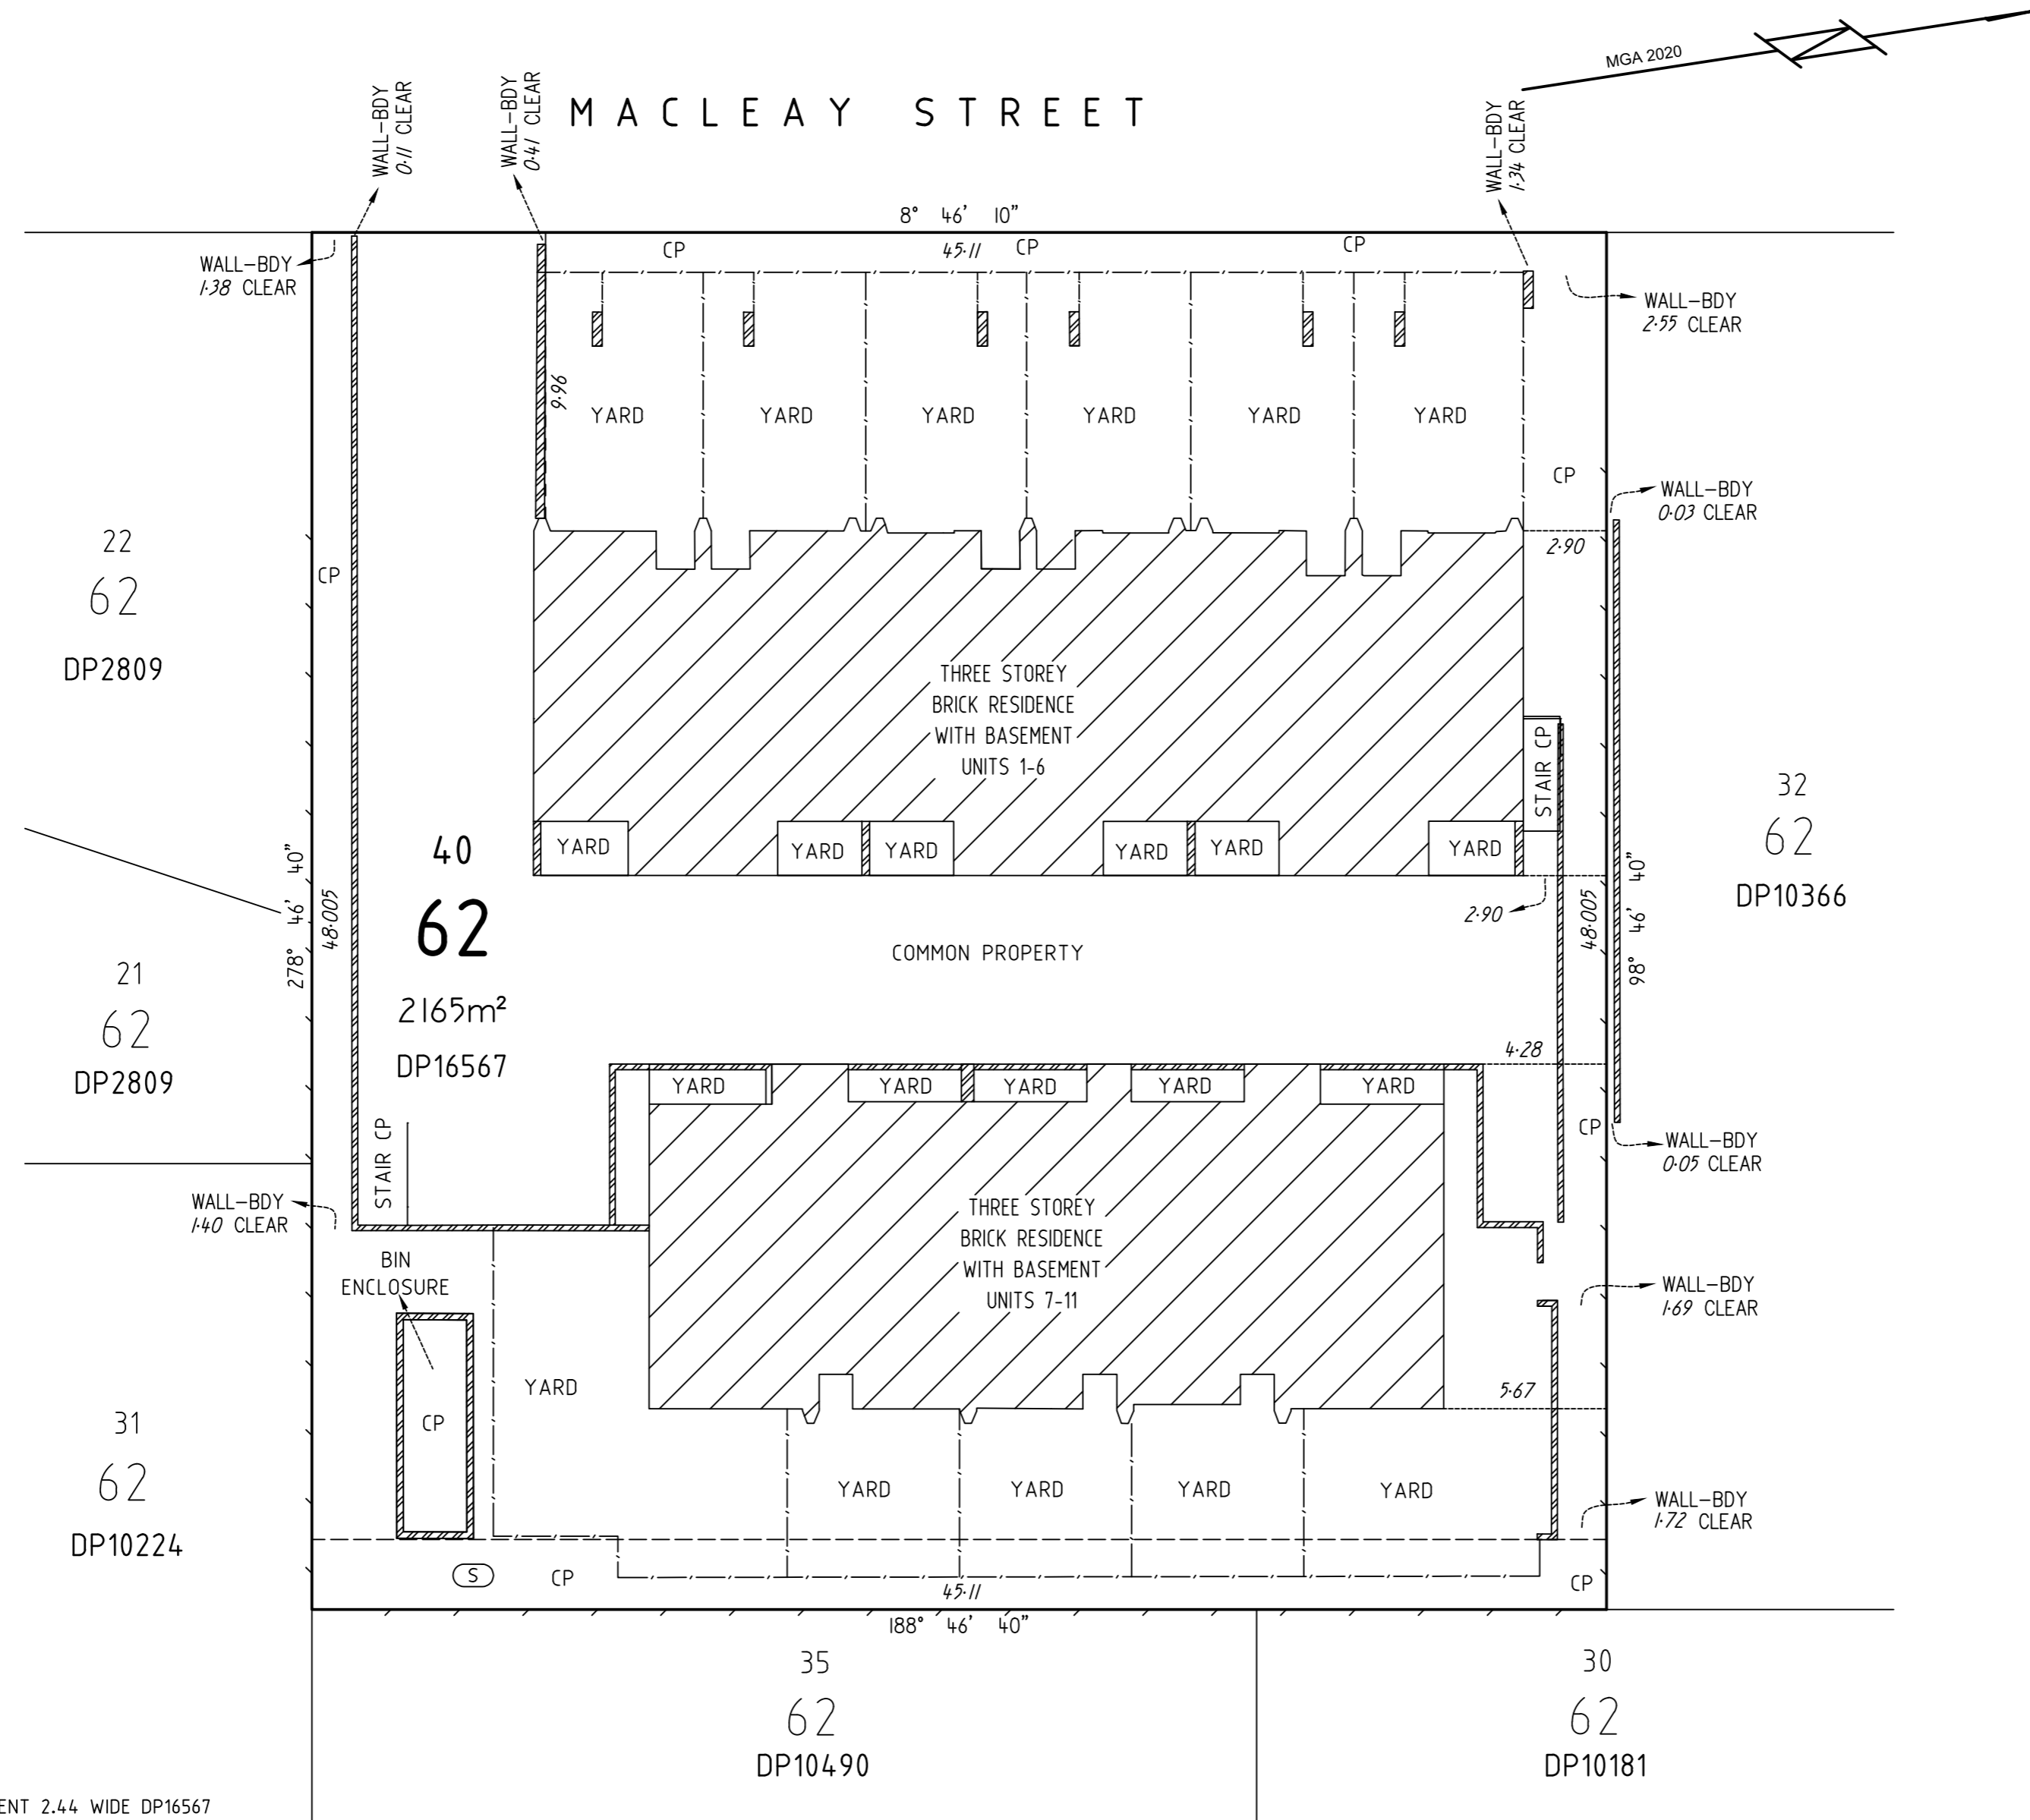 MGA 2020
MACLEAY STREET
WALL-BDY
0·11 CLEAR
WALL-BDY
0·41 CLEAR
WALL-BDY
1·34 CLEAR
8° 46' 10"
45·11
CP
CP
CP
WALL-BDY
1·38 CLEAR
WALL-BDY
2·55 CLEAR
9·96
YARD
YARD
YARD
YARD
YARD
YARD
CP
WALL-BDY
0·03 CLEAR
2·90
22
62
DP2809
CP
THREE STOREY
BRICK RESIDENCE
WITH BASEMENT
UNITS 1-6
STAIR CP
32
62
DP10366
YARD
YARD
YARD
YARD
YARD
YARD
40
62
2165m²
DP16567
278° 46' 40"
48·005
2·90
48·005
98° 46' 40"
COMMON PROPERTY
21
62
DP2809
4·28
YARD
YARD
YARD
YARD
YARD
STAIR CP
CP
WALL-BDY
0·05 CLEAR
WALL-BDY
1·40 CLEAR
THREE STOREY
BRICK RESIDENCE
WITH BASEMENT
UNITS 7-11
BIN
ENCLOSURE
WALL-BDY
1·69 CLEAR
YARD
5·67
CP
31
62
DP10224
YARD
YARD
YARD
YARD
WALL-BDY
1·72 CLEAR
S
CP
45·11
CP
188° 46' 40"
35
62
DP10490
30
62
DP10181
ENT 2.44 WIDE DP16567